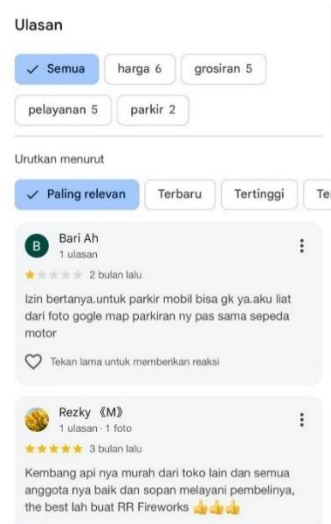 Ulasan
Semua
harga 6
grosiran 5
pelayanan 5
parkir 2
Urutkan menurut
Paling relevan
Terbaru
Tertinggi
Te
B
Bari Ah
1 ulasan
2 bulan lalu
Izin bertanya.untuk parkir mobil bisa gk ya.aku liat
dari foto gogle map parkiran ny pas sama sepeda
motor
Tekan lama untuk memberikan reaksi
Rezky 《M》
1 ulasan · 1 foto
3 bulan lalu
Kembang api nya murah dari toko lain dan semua
anggota nya baik dan sopan melayani pembelinya,
the best lah buat RR Fireworks 👍👍👍